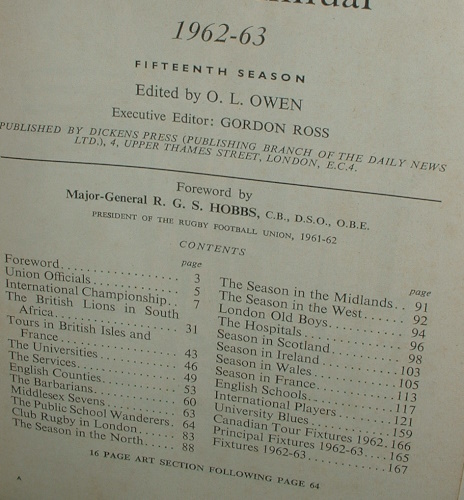 Annual
1962-63
FIFTEENTH SEASON
Edited by O. L. OWEN
Executive Editor: GORDON ROSS
PUBLISHED BY DICKENS PRESS (PUBLISHING BRANCH OF THE DAILY NEWS
LTD.), 4, UPPER THAMES STREET, LONDON, E.C.4.
Foreword by
Major-General R. G. S. HOBBS, C.B., D.S.O., O.B.E.
PRESIDENT OF THE RUGBY FOOTBALL UNION, 1961-62
CONTENTS
page
Foreword 3
Union Officials 5
International Championship 7
The British Lions in South
Africa 31
Tours in British Isles and
France 43
The Universities 46
The Services 49
English Counties 53
The Barbarians 60
Middlesex Sevens 63
The Public School Wanderers 64
Club Rugby in London 83
The Season in the North 88
page
The Season in the Midlands 91
The Season in the West 92
London Old Boys 94
The Hospitals 96
Season in Scotland 98
Season in Ireland 103
Season in Wales 105
Season in France 113
English Schools 117
International Players 121
University Blues 159
Canadian Tour Fixtures 1962 166
Principal Fixtures 1962-63 165
Fixtures 1962-63 167
16 PAGE ART SECTION FOLLOWING PAGE 64
A